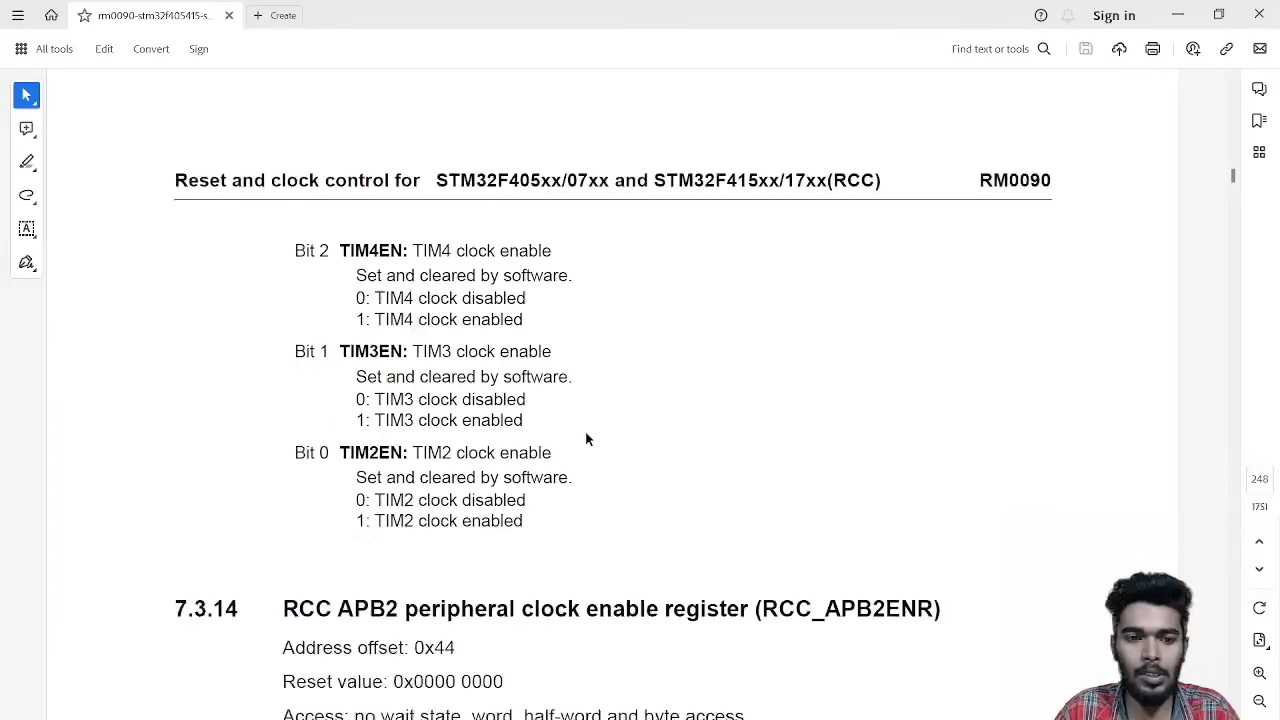 rm0090-stm32f405415-s...
Create
Sign in
All tools
Edit
Convert
Sign
Find text or tools
Reset and clock control for STM32F405xx/07xx and STM32F415xx/17xx(RCC)
RM0090
Bit 2 TIM4EN: TIM4 clock enable
Set and cleared by software.
0: TIM4 clock disabled
1: TIM4 clock enabled
Bit 1 TIM3EN: TIM3 clock enable
Set and cleared by software.
0: TIM3 clock disabled
1: TIM3 clock enabled
Bit 0 TIM2EN: TIM2 clock enable
Set and cleared by software.
0: TIM2 clock disabled
1: TIM2 clock enabled
248
1751
7.3.14 RCC APB2 peripheral clock enable register (RCC_APB2ENR)
Address offset: 0x44
Reset value: 0x0000 0000
Access: no wait state, word, half-word and byte access.